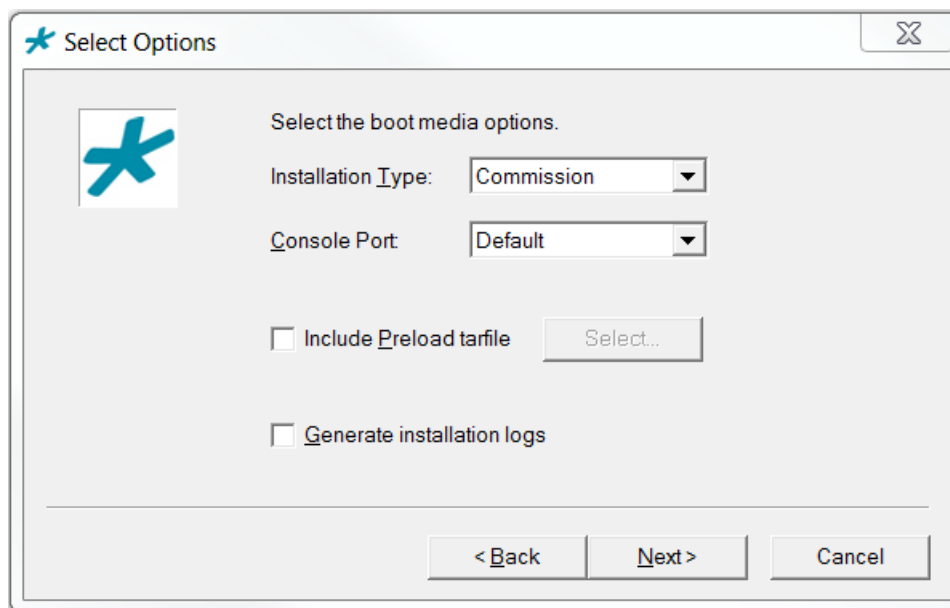 Select Options
Select the boot media options.
Installation Type: Commission
Console Port: Default
Include Preload tarfile Select...
Generate installation logs
< Back Next > Cancel